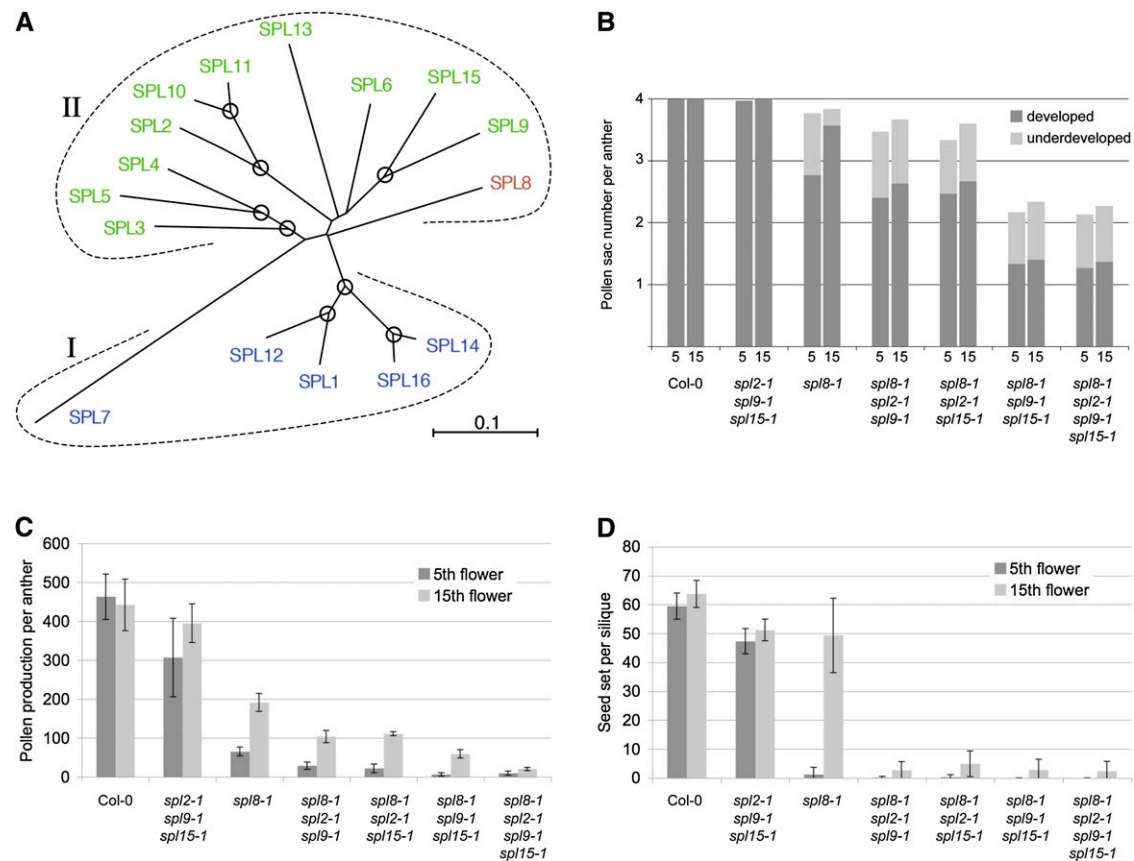 A
SPL13
SPL11
SPL10
SPL6
SPL15
II
SPL2
SPL9
SPL4
SPL8
SPL5
SPL3
I
SPL12
SPL14
SPL1
SPL16
SPL7
0.1
B
Pollen sac number per anther
4
3
2
1
developed
underdeveloped
5 15 5 15 5 15 5 15 5 15 5 15 5 15
Col-0 spl2-1 spl8-1 spl8-1 spl8-1 spl8-1 spl8-1
spl9-1 spl2-1 spl2-1 spl9-1 spl2-1
spl15-1 spl9-1 spl15-1 spl15-1 spl9-1
spl15-1
C
Pollen production per anther
600
500
400
300
200
100
0
5th flower
15th flower
Col-0 spl2-1 spl8-1 spl8-1 spl8-1 spl8-1 spl8-1
spl9-1 spl2-1 spl2-1 spl9-1 spl2-1
spl15-1 spl9-1 spl15-1 spl15-1 spl9-1
spl15-1
D
Seed set per silique
80
70
60
50
40
30
20
10
0
5th flower
15th flower
Col-0 spl2-1 spl8-1 spl8-1 spl8-1 spl8-1 spl8-1
spl9-1 spl2-1 spl2-1 spl9-1 spl2-1
spl15-1 spl9-1 spl15-1 spl15-1 spl9-1
spl15-1